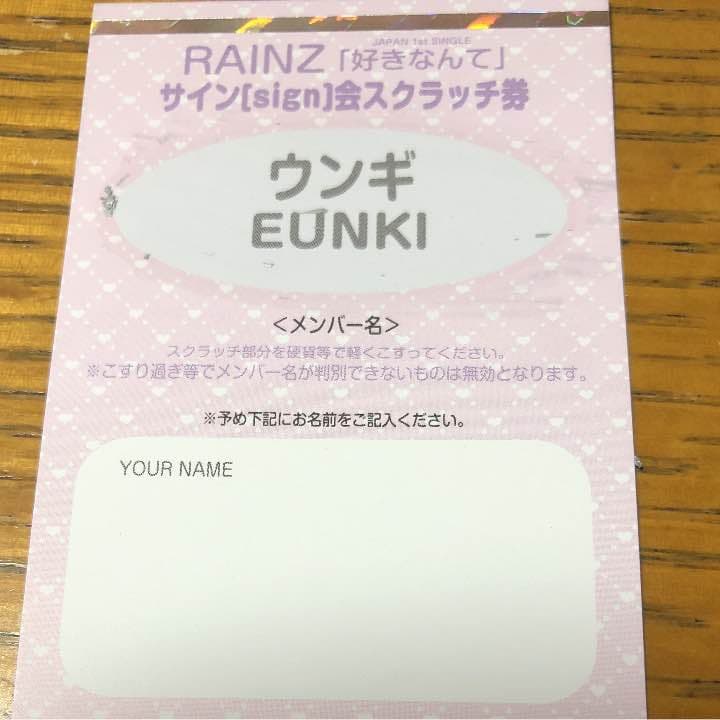 JAPAN 1st SINGLE
RAINZ「好きなんて」
サイン[sign]会スクラッチ券
ウンギ
EUNKI
＜メンバー名＞
スクラッチ部分を硬貨等で軽くこすってください。
※こすり過ぎ等でメンバー名が判別できないものは無効となります。
※予め下記にお名前をご記入ください。
YOUR NAME